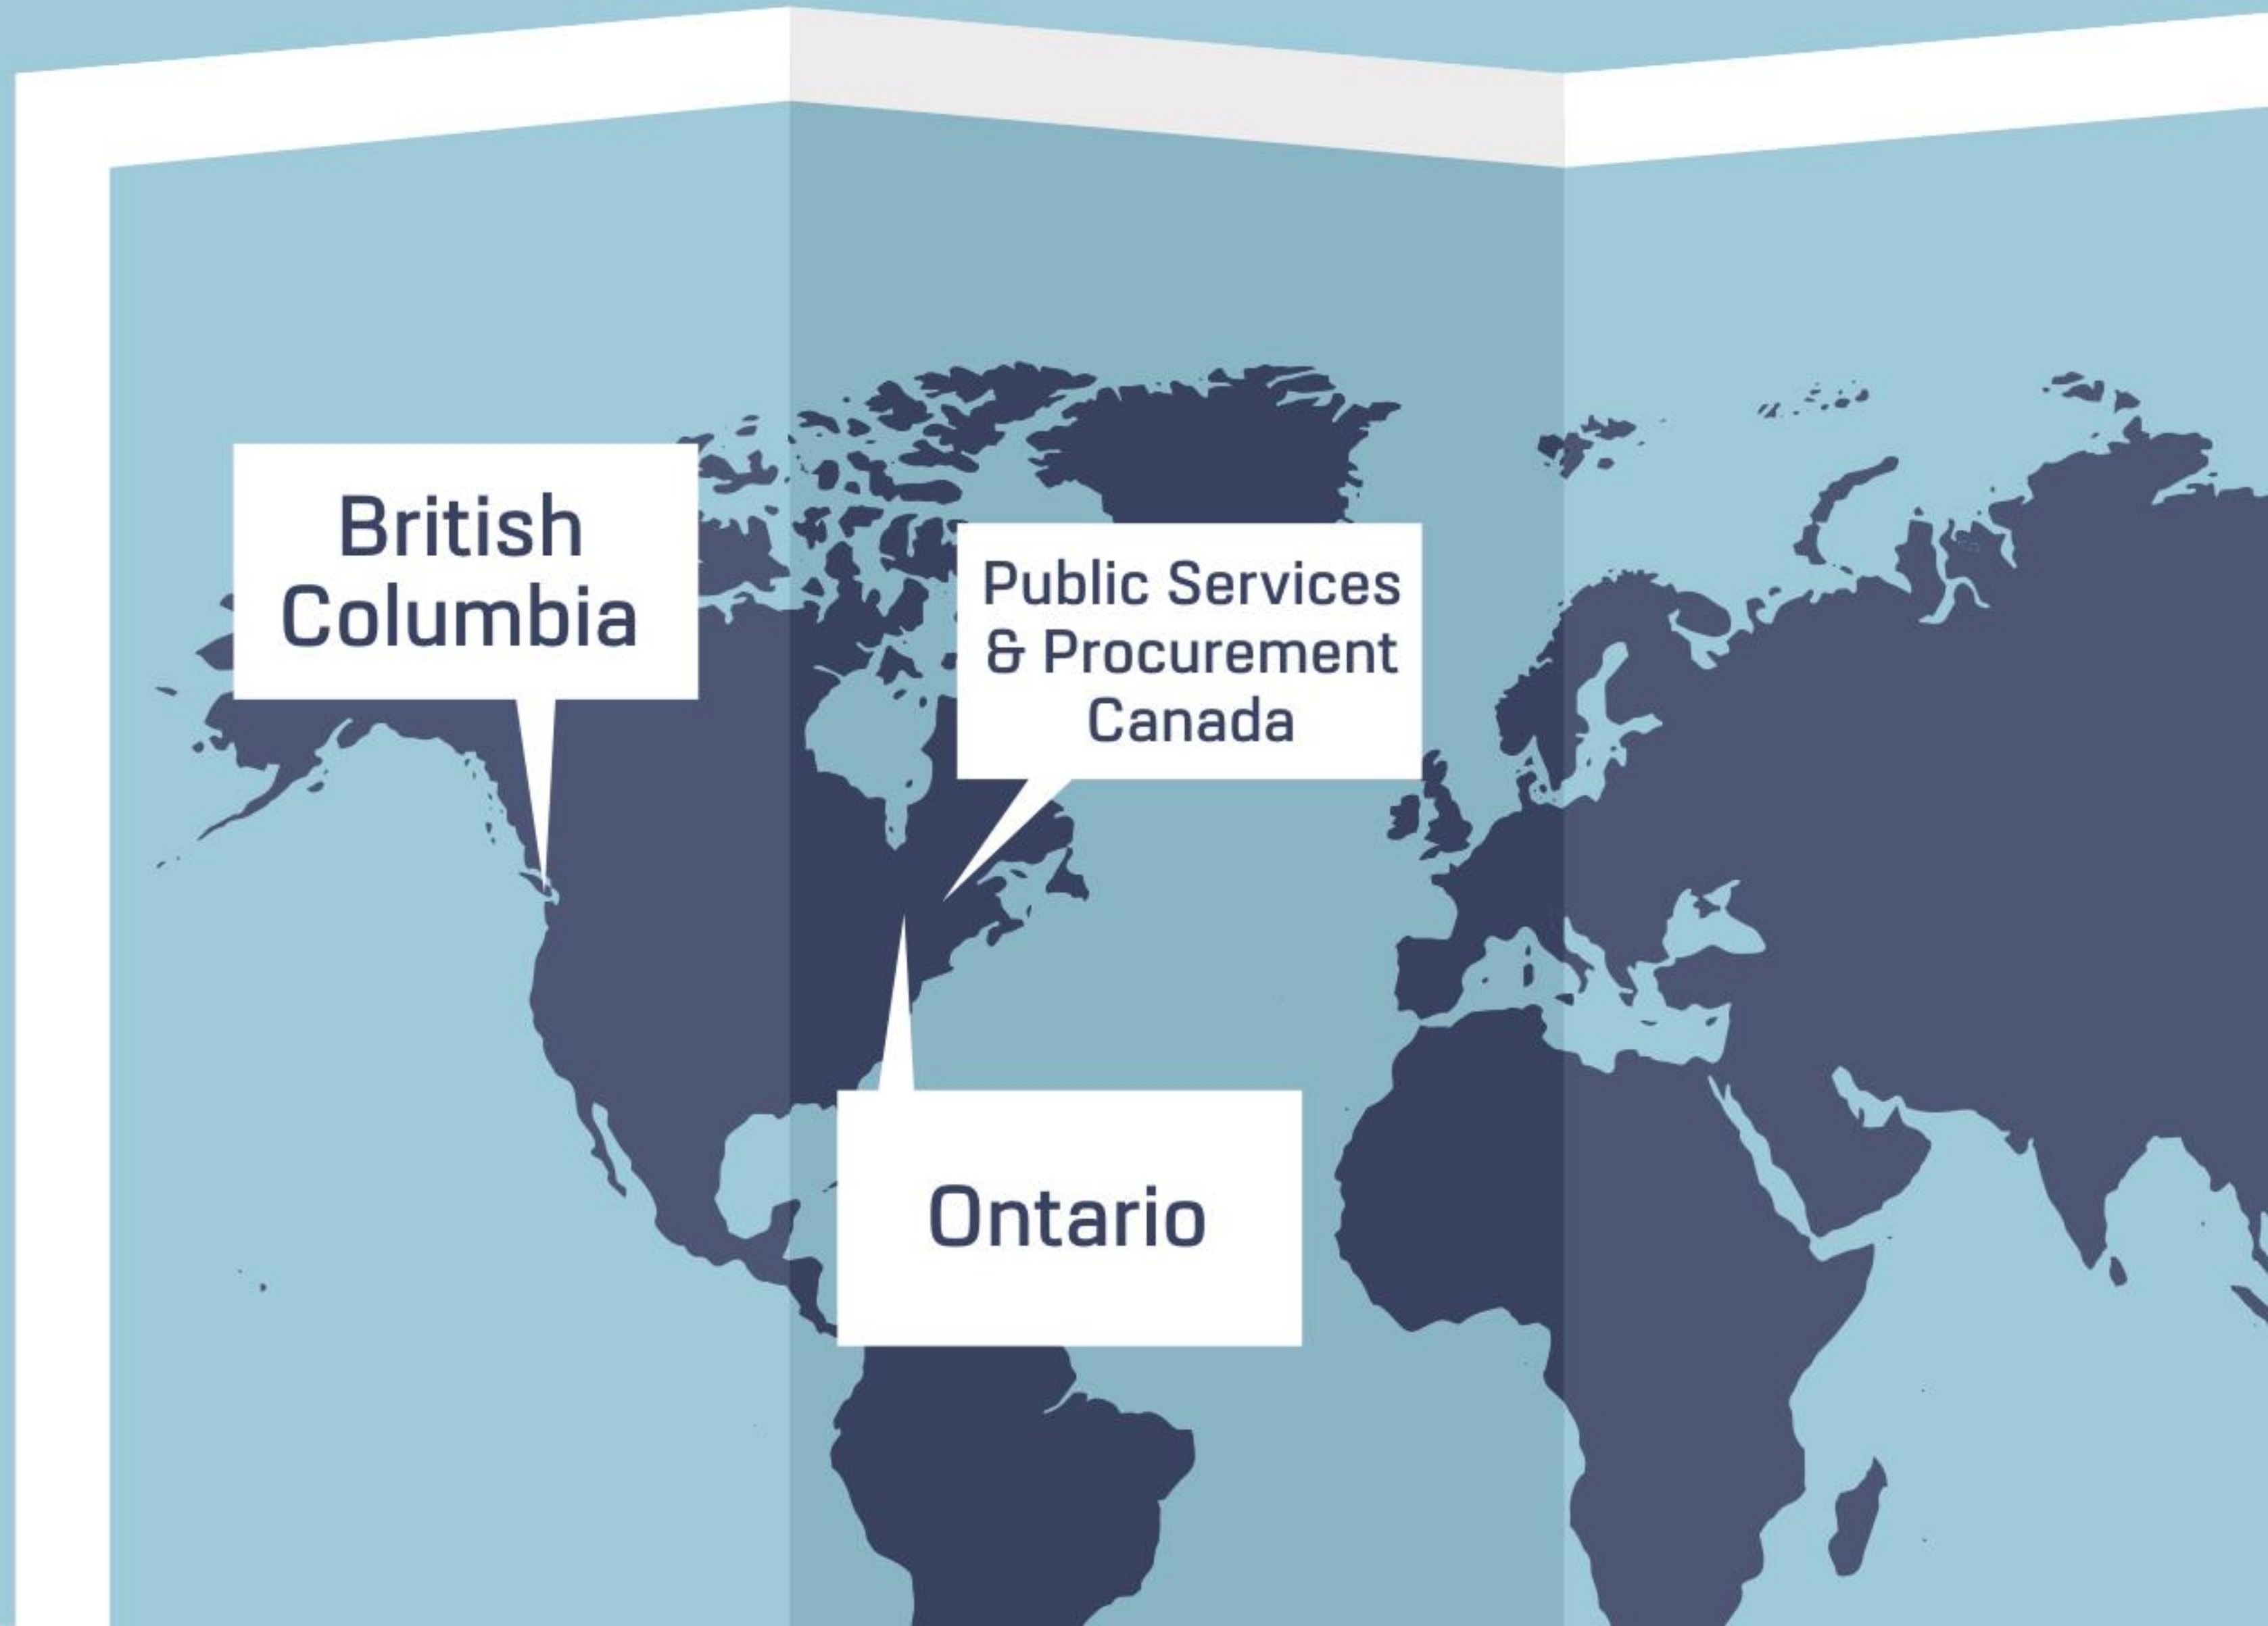 British
Columbia
Public Services
& Procurement
Canada
Ontario